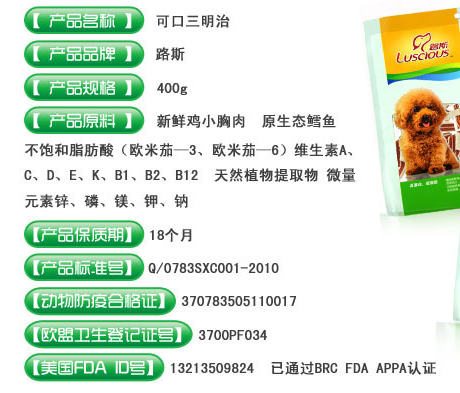 【产品名称】 可口三明治
【产品品牌】 路斯
【产品规格】 400g
【产品原料】 新鲜鸡小胸肉 原生态鳕鱼
不饱和脂肪酸（欧米茄—3、欧米茄—6）维生素A、
C、D、E、K、B1、B2、B12 天然植物提取物 微量
元素锌、磷、镁、钾、钠
【产品保质期】 18个月
【产品标准号】 Q/0783SXC001-2010
【动物防疫合格证】 370783505110017
【欧盟卫生登记证号】 3700PF034
【美国FDA ID号】 13213509824 已通过BRC FDA APPA认证
路斯
LUSCIOUS